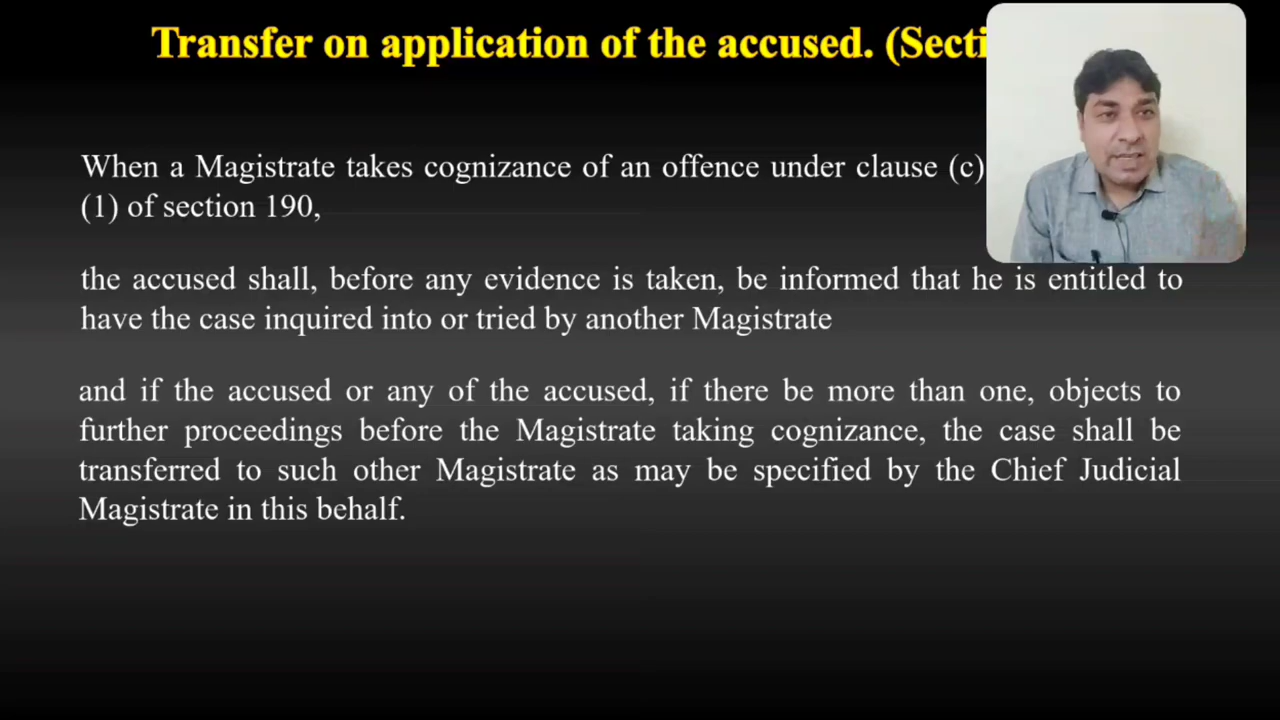 Transfer on application of the accused. (Secti
When a Magistrate takes cognizance of an offence under clause (c)
(1) of section 190,
the accused shall, before any evidence is taken, be informed that he is entitled to
have the case inquired into or tried by another Magistrate
and if the accused or any of the accused, if there be more than one, objects to
further proceedings before the Magistrate taking cognizance, the case shall be
transferred to such other Magistrate as may be specified by the Chief Judicial
Magistrate in this behalf.